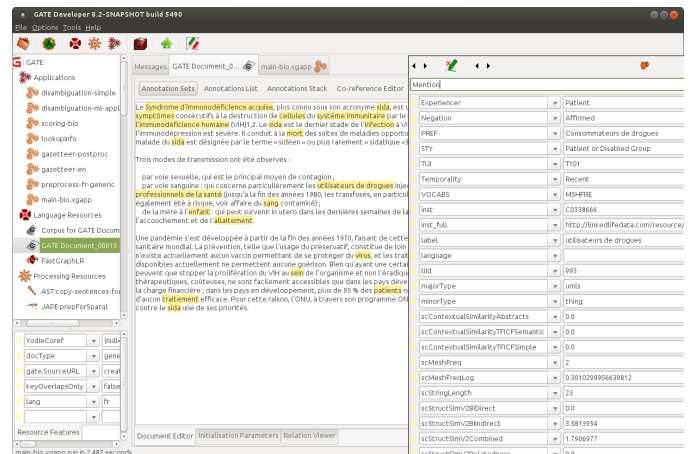 GATE Developer 8.2-SNAPSHOT build 5490
File Options Tools Help
GATE
Applications
disambiguation-simple
disambiguation-ml-appl
scoring-bio
lookupinfo
gazetteer-postproc
gazetteer-en
preprocess-fr-generic
main-bio.xgapp
Language Resources
Corpus for GATE Docum
GATE Document_00015
FastGraphLR
Processing Resources
AST:copy-sentences-for
JAPE:prepForSparql
YodieCoref
(null
docType
gene
gate.SourceURL
creat
keyOverlapsOnly
false
lang
fr
Resource Features
Messages
GATE Document_0...
main-bio.xgapp
Annotation Sets
Annotations List
Annotations Stack
Co-reference Editor
Le Syndrome d'immunodéficience acquise, plus connu sous son acronyme sida, est u
symptômes consécutifs à la destruction de cellules du système immunitaire par le
l'immunodéficience humaine (VIH)1,2. Le sida est le dernier stade de l'infection à VI
l'immunodépression est sévère. Il conduit à la mort des suites de maladies opportu
malade du sida est désignée par le terme « sidéen » ou plus rarement « sidatique »3
Trois modes de transmission ont été observés :
par voie sexuelle, qui est le principal moyen de contagion ;
par voie sanguine : qui concerne particulièrement les utilisateurs de drogues injec
professionnels de la santé (jusqu'à la fin des années 1980, les transfusés, en particul
également été à risque, voir affaire du sang contaminé) ;
de la mère à l'enfant : qui peut survenir in utero dans les dernières semaines de la
l'accouchement et de l'allaitement.
Une pandémie s'est développée à partir de la fin des années 1970, faisant de cette
sanitaire mondial. La prévention, telle que l'usage du préservatif, constitue de loin
n'existe actuellement aucun vaccin permettant de se protéger du virus, et les trait
disponibles actuellement ne permettent aucune guérison. Bien qu'ayant une certai
peuvent que stopper la prolifération du VIH au sein de l'organisme et non l'éradiqu
thérapeutiques, coûteuses, ne sont facilement accessibles que dans les pays déve
la charge financière ; dans les pays en développement, plus de 95 % des patients n
d'aucun traitement efficace. Pour cette raison, l'ONU, à travers son programme ON
contre le sida une de ses priorités.
Document Editor
Initialisation Parameters
Relation Viewer
Mention
Experiencer
Patient
Negation
Affirmed
PREF
Consommateurs de drogues
STY
Patient or Disabled Group
TUI
T101
Temporality
Recent
VOCABS
MSHFRE
inst
C0338666
inst_full
http://linkedlifedata.com/resource/
label
utilisateurs de drogues
language
llid
993
majorType
umls
minorType
thing
scContextualSimilarityAbstracts
0.0
scContextualSimilarityTFICFSemantic
0.0
scContextualSimilarityTFICFSimple
0.0
scMeshFreq
2
scMeshFreqLog
0.3010299956639812
scStringLength
23
scStructSimV2BiDirect
0.0
scStructSimV2BIIndirect
3.5813954
scStructSimV2Combined
1.7906977
scStructSimV2Relatedness
0.0
main-bio.xgapp run in 2.487 seconds